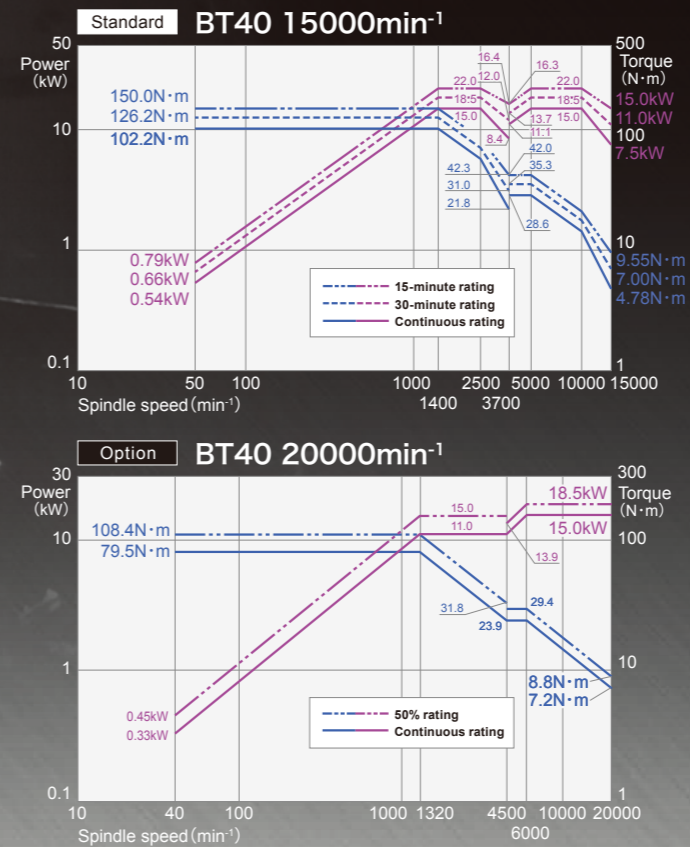 Standard BT40 15000min-1
50 500
Power Torque
(kW) (N·m)
16.4 16.3
22.0 12.0 22.0
150.0N·m 18.5 18.5 15.0kW
126.2N·m 15.0 13.7 15.0 11.0kW
10 11.1 100
102.2N·m 8.4 7.5kW
42.3 42.0
31.0 35.3
21.8 28.6
1 10
0.79kW 9.55N·m
0.66kW 7.00N·m
0.54kW 4.78N·m
15-minute rating
30-minute rating
Continuous rating
0.1 1
10 50 100 1000 2500 5000 10000 15000
Spindle speed(min-1) 1400 3700
Option BT40 20000min-1
30 300
Power Torque
(kW) (N·m)
15.0 18.5kW
108.4N·m 11.0 15.0kW
10 100
79.5N·m 13.9
31.8 29.4
23.9
1 10
8.8N·m
7.2N·m
0.45kW
0.33kW
50% rating
Continuous rating
0.1 1
10 40 100 1000 1320 4500 10000 20000
Spindle speed(min-1) 6000